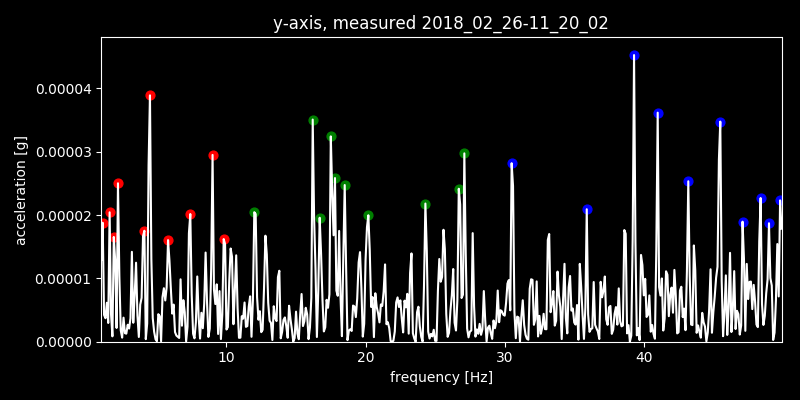 y-axis, measured 2018_02_26-11_20_02
0.00004
0.00003
0.00002
0.00001
0.00000
acceleration [g]
10 20 30 40
frequency [Hz]